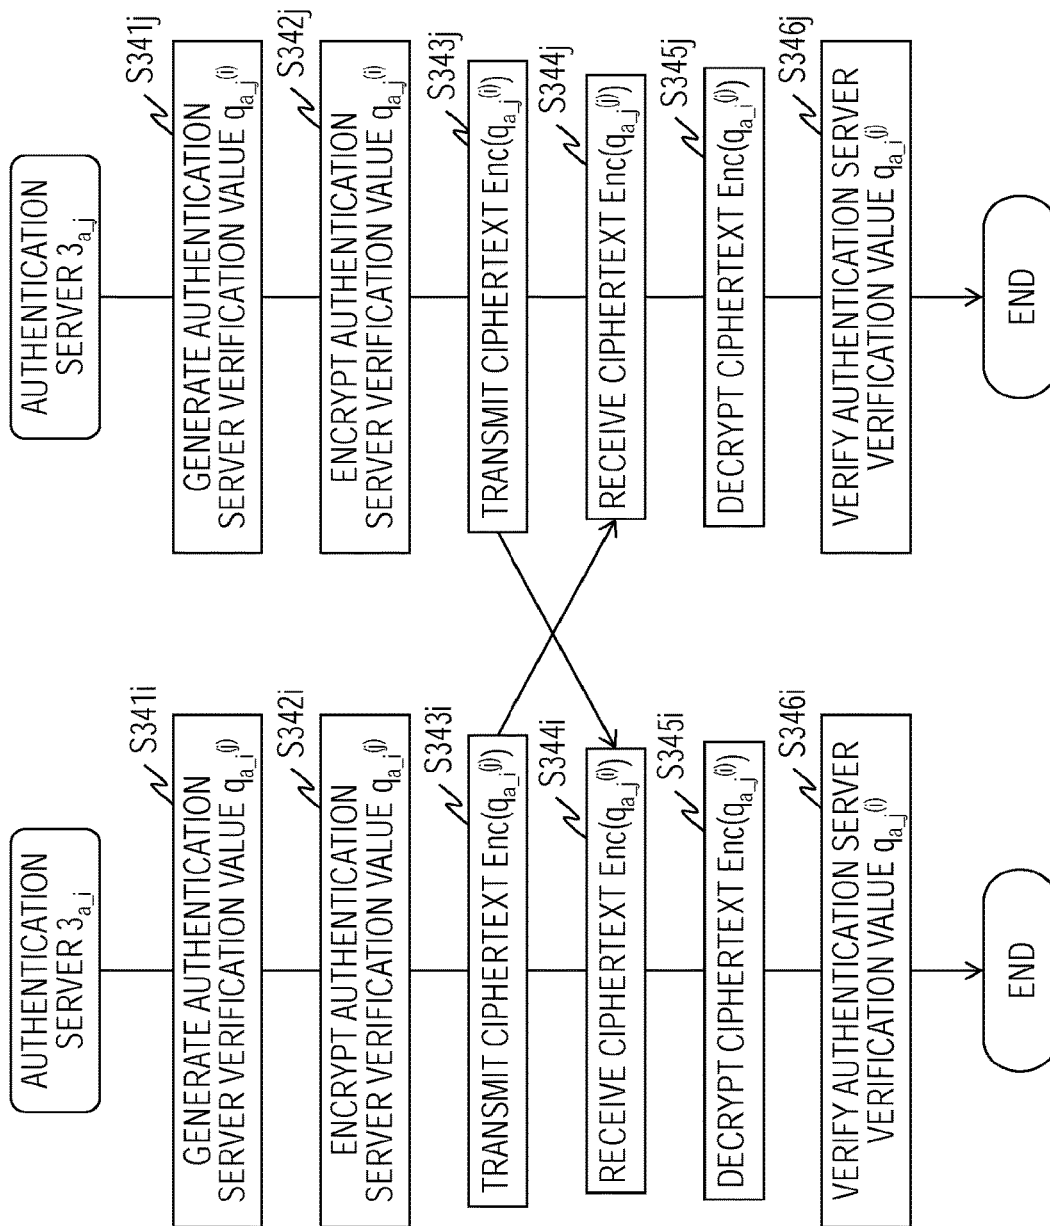 AUTHENTICATION
SERVER 3a_i
S341i
GENERATE AUTHENTICATION
SERVER VERIFICATION VALUE qa_i(j)
S342i
ENCRYPT AUTHENTICATION
SERVER VERIFICATION VALUE qa_i(j)
S343i
TRANSMIT CIPHERTEXT Enc(qa_i(j))
S344i
RECEIVE CIPHERTEXT Enc(qa_j(i))
S345i
DECRYPT CIPHERTEXT Enc(qa_j(i))
S346i
VERIFY AUTHENTICATION SERVER
VERIFICATION VALUE qa_j(i)
END
AUTHENTICATION
SERVER 3a_j
S341j
GENERATE AUTHENTICATION
SERVER VERIFICATION VALUE qa_j(i)
S342j
ENCRYPT AUTHENTICATION
SERVER VERIFICATION VALUE qa_j(i)
S343j
TRANSMIT CIPHERTEXT Enc(qa_j(i))
S344j
RECEIVE CIPHERTEXT Enc(qa_i(j))
S345j
DECRYPT CIPHERTEXT Enc(qa_i(j))
S346j
VERIFY AUTHENTICATION SERVER
VERIFICATION VALUE qa_i(j)
END